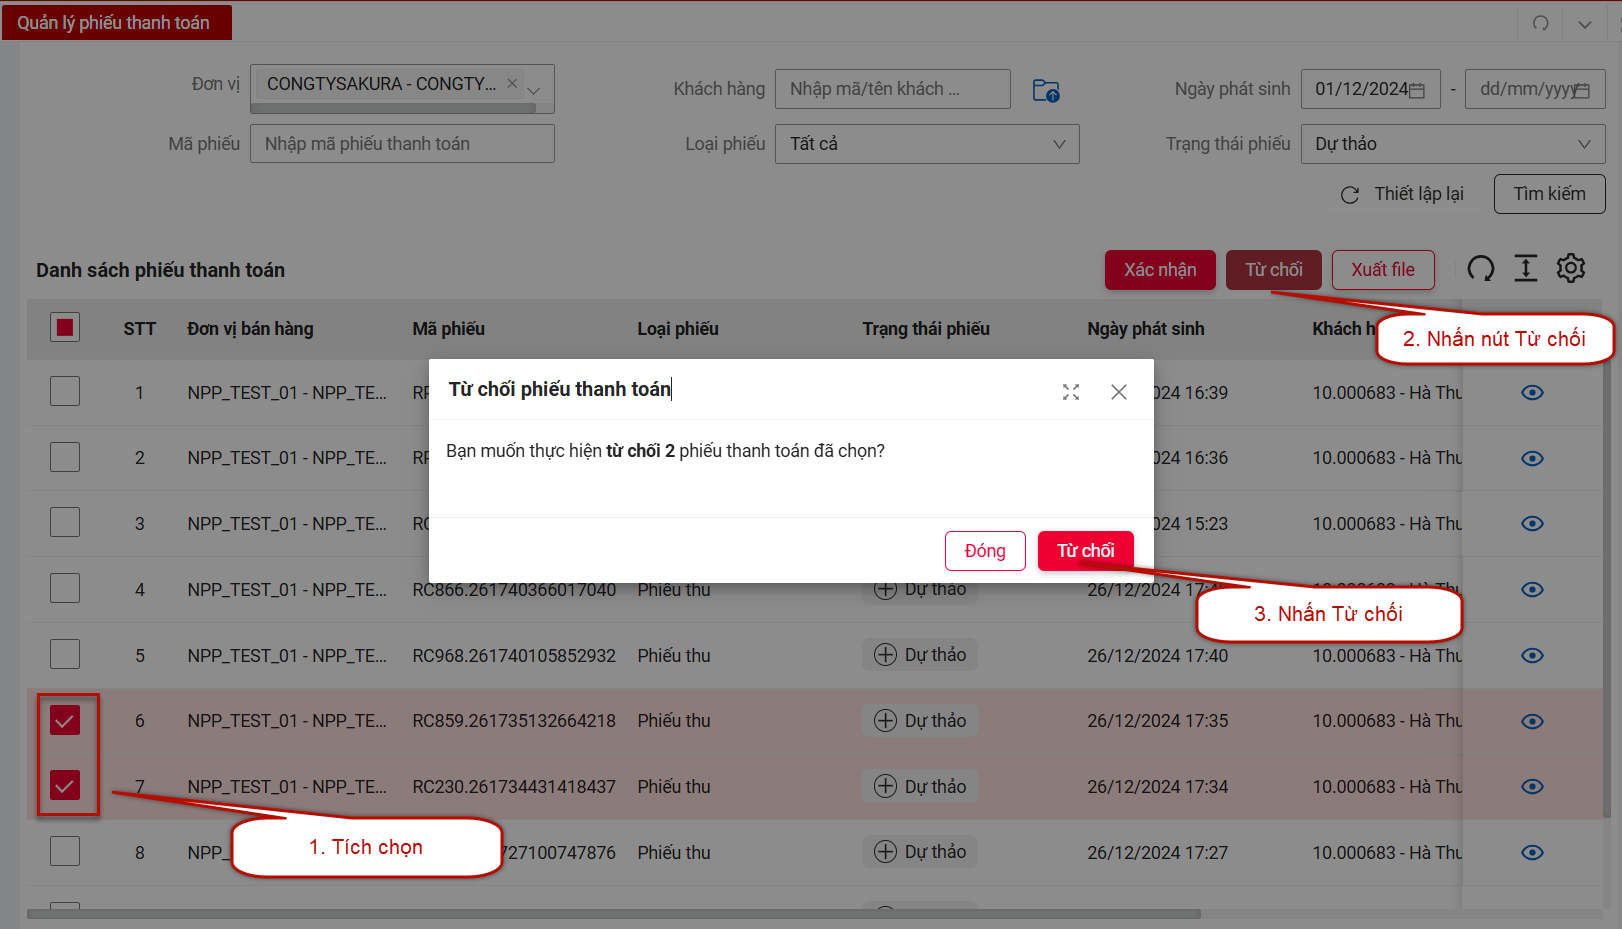 Quản lý phiếu thanh toán
Đơn vị CONGTYSAKURA - CONGTY... Khách hàng Nhập mã/tên khách ... Ngày phát sinh 01/12/2024 - dd/mm/yyyy
Mã phiếu Nhập mã phiếu thanh toán Loại phiếu Tất cả Trạng thái phiếu Dự thảo
Thiết lập lại Tìm kiếm
Danh sách phiếu thanh toán Xác nhận Từ chối Xuất file
STT Đơn vị bán hàng Mã phiếu Loại phiếu Trạng thái phiếu Ngày phát sinh Khách
2. Nhấn nút Từ chối
Từ chối phiếu thanh toán
1 NPP_TEST_01 - NPP_TE... 16:39 10.000683 - Hà Thu
Bạn muốn thực hiện từ chối 2 phiếu thanh toán đã chọn?
2 NPP_TEST_01 - NPP_TE... 16:36 10.000683 - Hà Thu
3 NPP_TEST_01 - NPP_TE... 15:23 10.000683 - Hà Thu
Đóng Từ chối
4 NPP_TEST_01 - NPP_TE... RC866.261740366017040 Phiếu thu Dự thảo 26/12/2024 10.000683 - Hà Thu
3. Nhấn Từ chối
5 NPP_TEST_01 - NPP_TE... RC968.261740105852932 Phiếu thu Dự thảo 26/12/2024 17:40 10.000683 - Hà Thu
6 NPP_TEST_01 - NPP_TE... RC859.261735132664218 Phiếu thu Dự thảo 26/12/2024 17:35 10.000683 - Hà Thu
7 NPP_TEST_01 - NPP_TE... RC230.261734431418437 Phiếu thu Dự thảo 26/12/2024 17:34 10.000683 - Hà Thu
1. Tích chọn
8 NPP_ 727100747876 Phiếu thu Dự thảo 26/12/2024 17:27 10.000683 - Hà Thu